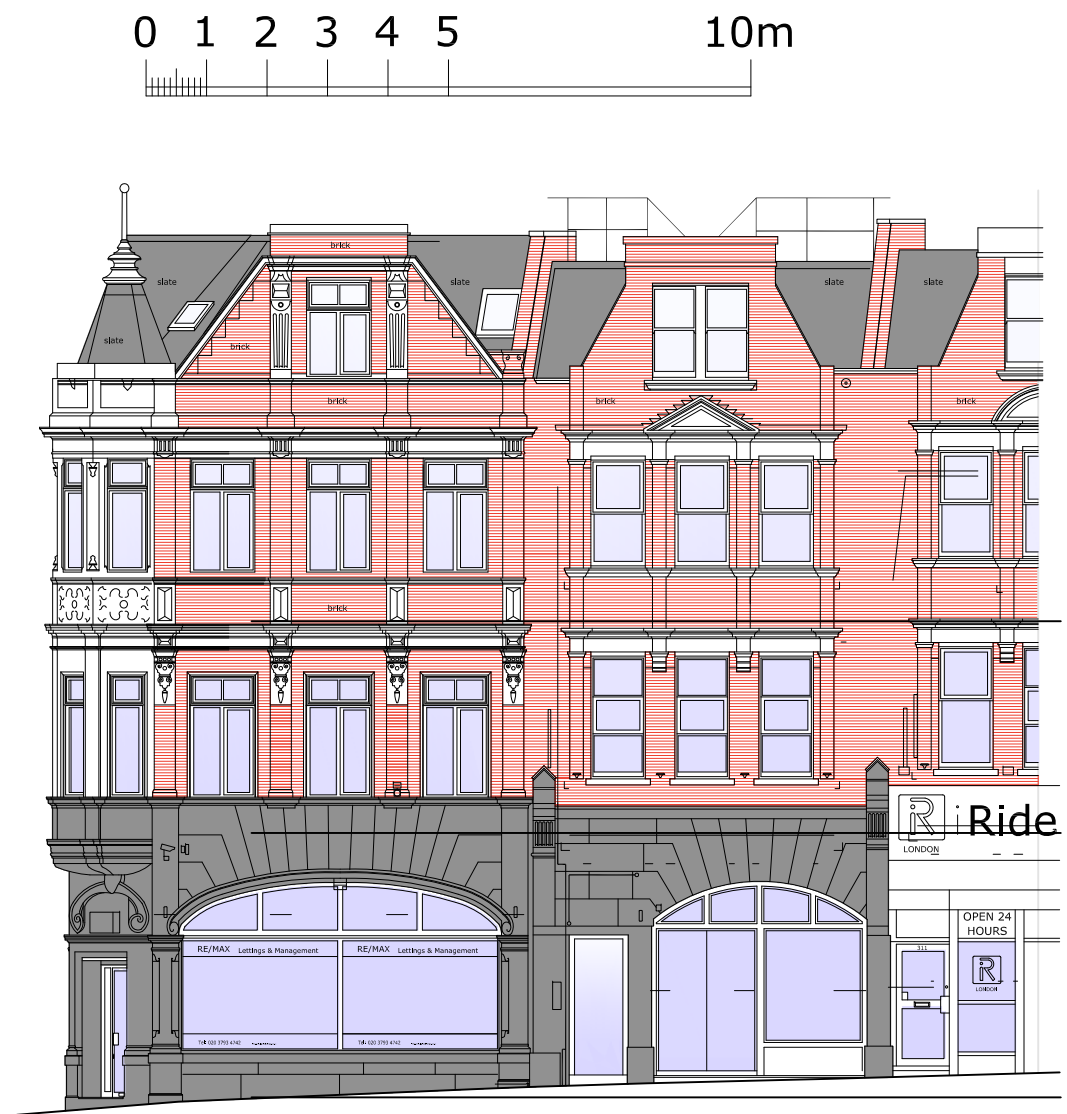 0 1 2 3 4 5 10m
brick
slate
slate
slate
slate
slate
brick
brick
brick
brick
brick
iRide
LONDON
OPEN 24
HOURS
RE/MAX Lettings & Management
RE/MAX Lettings & Management
311
LONDON
Tel: 020 3793 4742
Tel: 020 3793 4742